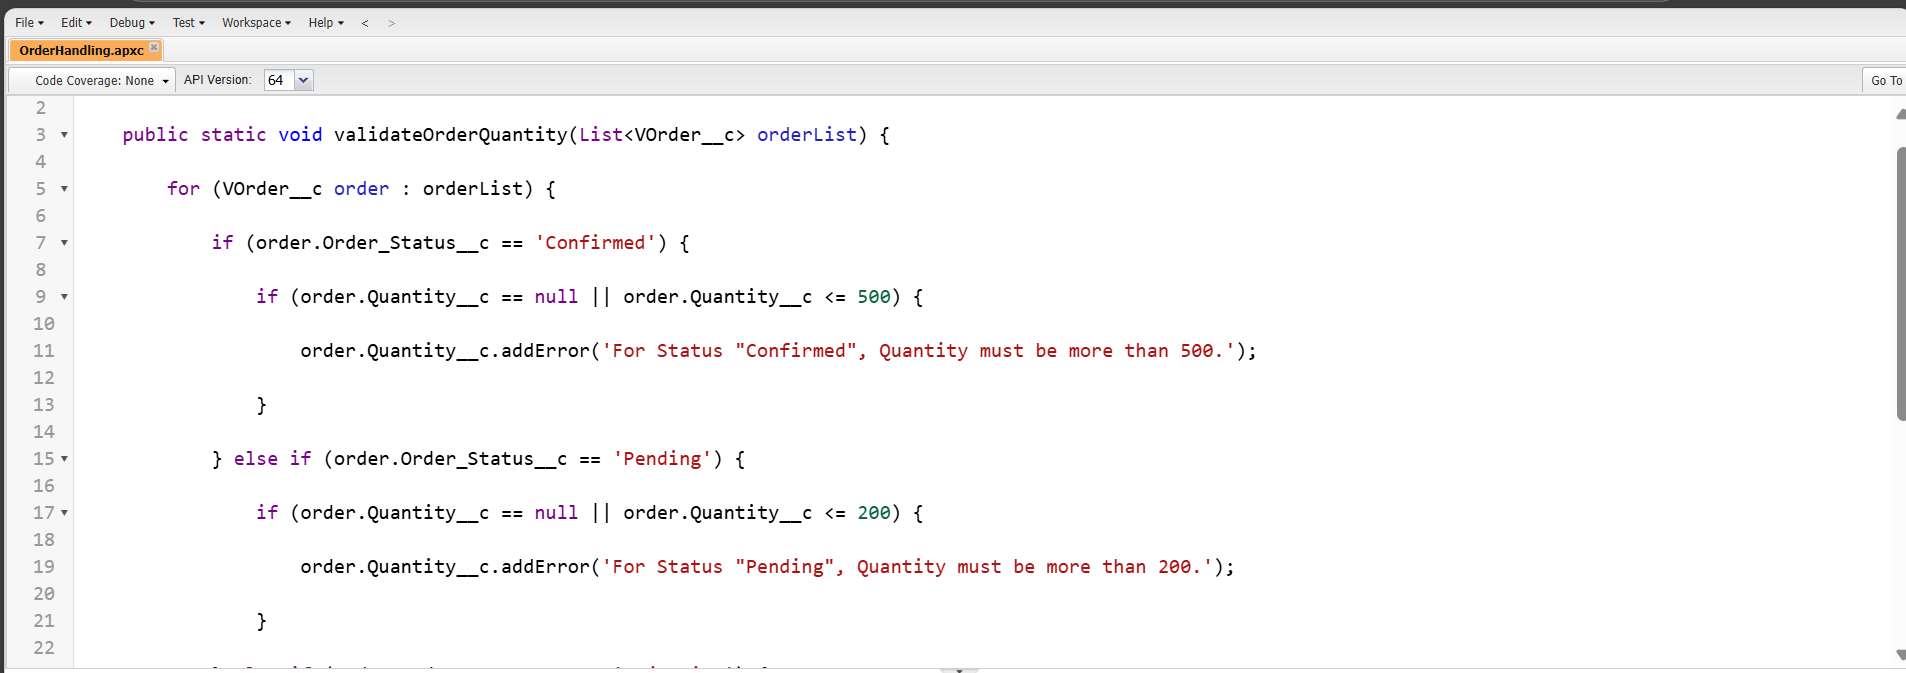 File Edit Debug Test Workspace Help < >
OrderHandling.apxc
Code Coverage: None API Version: 64 Go To
2
3 public static void validateOrderQuantity(List<VOrder__c> orderList) {
4
5 for (VOrder__c order : orderList) {
6
7 if (order.Order_Status__c == 'Confirmed') {
8
9 if (order.Quantity__c == null || order.Quantity__c <= 500) {
10
11 order.Quantity__c.addError('For Status "Confirmed", Quantity must be more than 500.');
12
13 }
14
15 } else if (order.Order_Status__c == 'Pending') {
16
17 if (order.Quantity__c == null || order.Quantity__c <= 200) {
18
19 order.Quantity__c.addError('For Status "Pending", Quantity must be more than 200.');
20
21 }
22